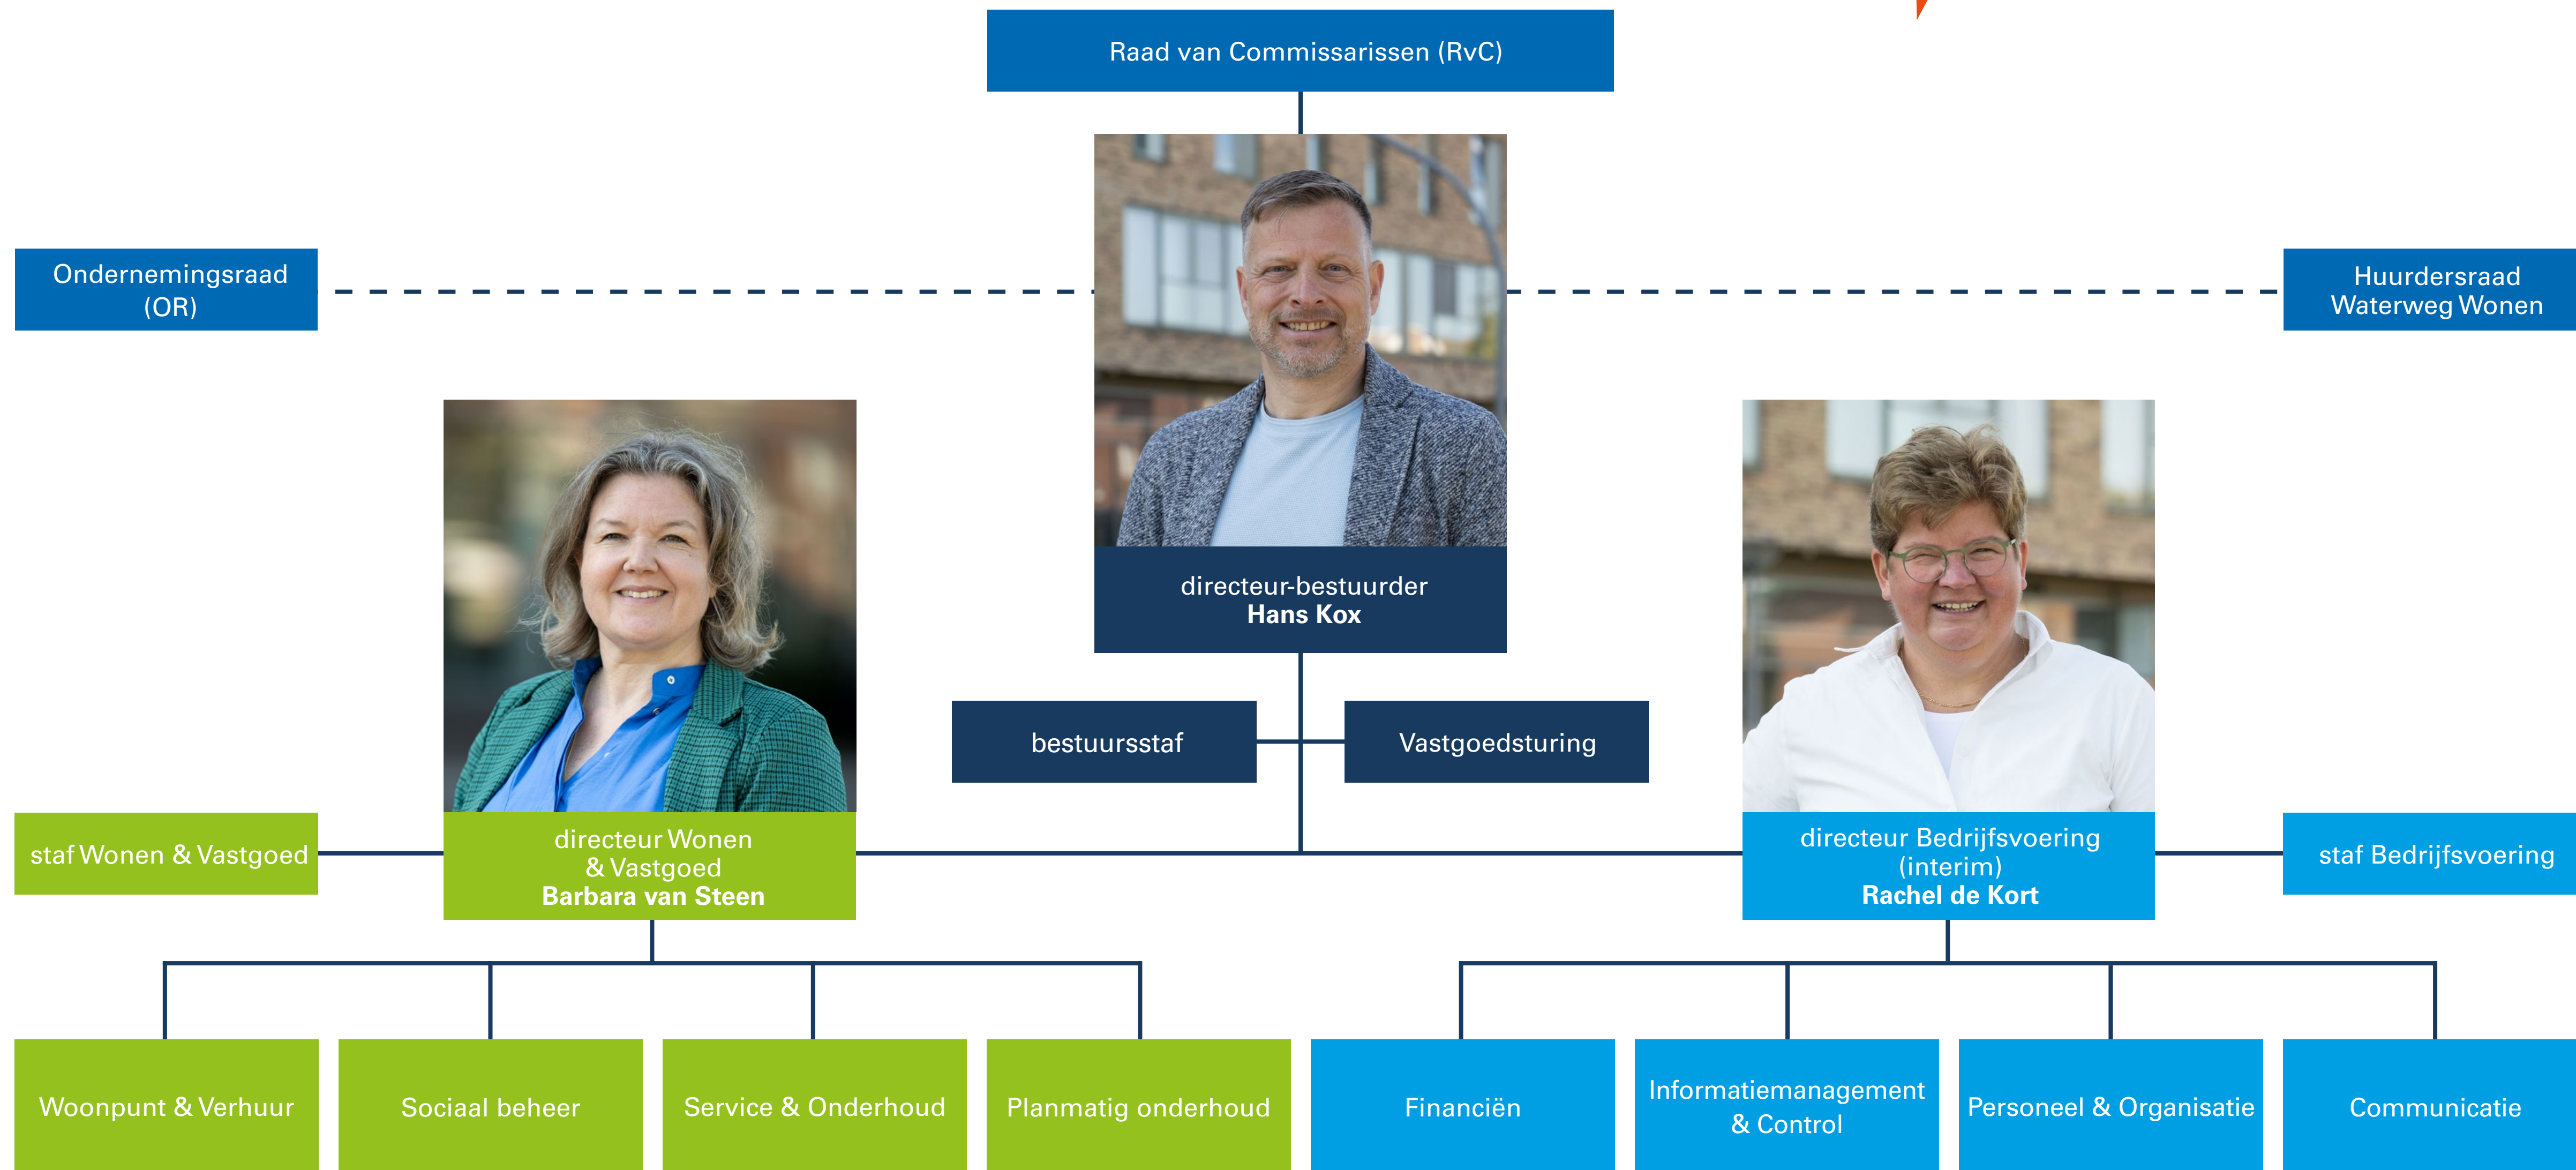 Raad van Commissarissen (RvC)
Ondernemingsraad
(OR)
Huurdersraad
Waterweg Wonen
directeur-bestuurder
Hans Kox
bestuursstaf
Vastgoedsturing
staf Wonen & Vastgoed
directeur Wonen
& Vastgoed
Barbara van Steen
directeur Bedrijfsvoering
(interim)
Rachel de Kort
staf Bedrijfsvoering
Woonpunt & Verhuur
Sociaal beheer
Service & Onderhoud
Planmatig onderhoud
Financiën
Informatiemanagement
& Control
Personeel & Organisatie
Communicatie